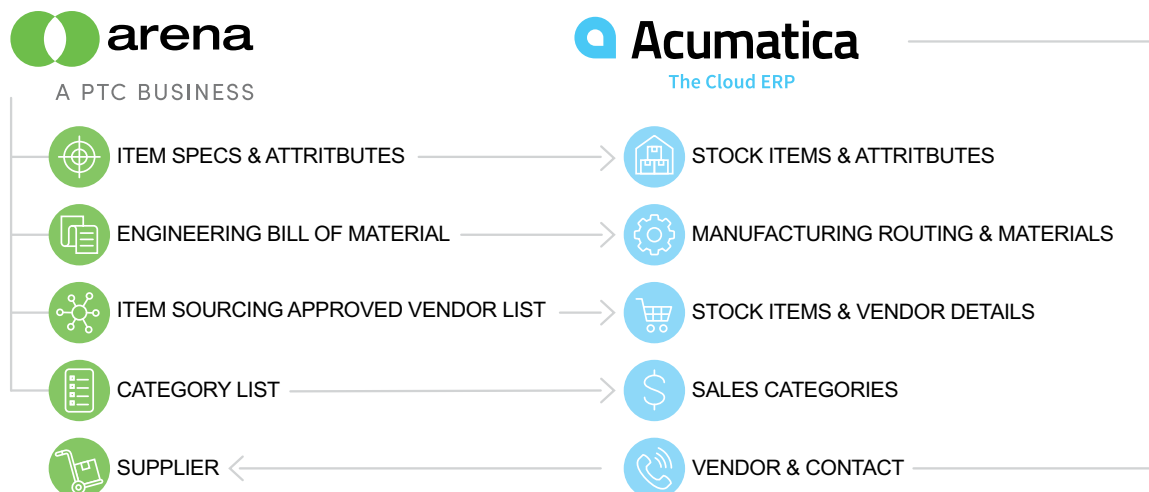 arena
A PTC BUSINESS
Acumatica
The Cloud ERP
ITEM SPECS & ATTRITBUTES
STOCK ITEMS & ATTRITBUTES
ENGINEERING BILL OF MATERIAL
MANUFACTURING ROUTING & MATERIALS
ITEM SOURCING APPROVED VENDOR LIST
STOCK ITEMS & VENDOR DETAILS
CATEGORY LIST
SALES CATEGORIES
SUPPLIER
VENDOR & CONTACT